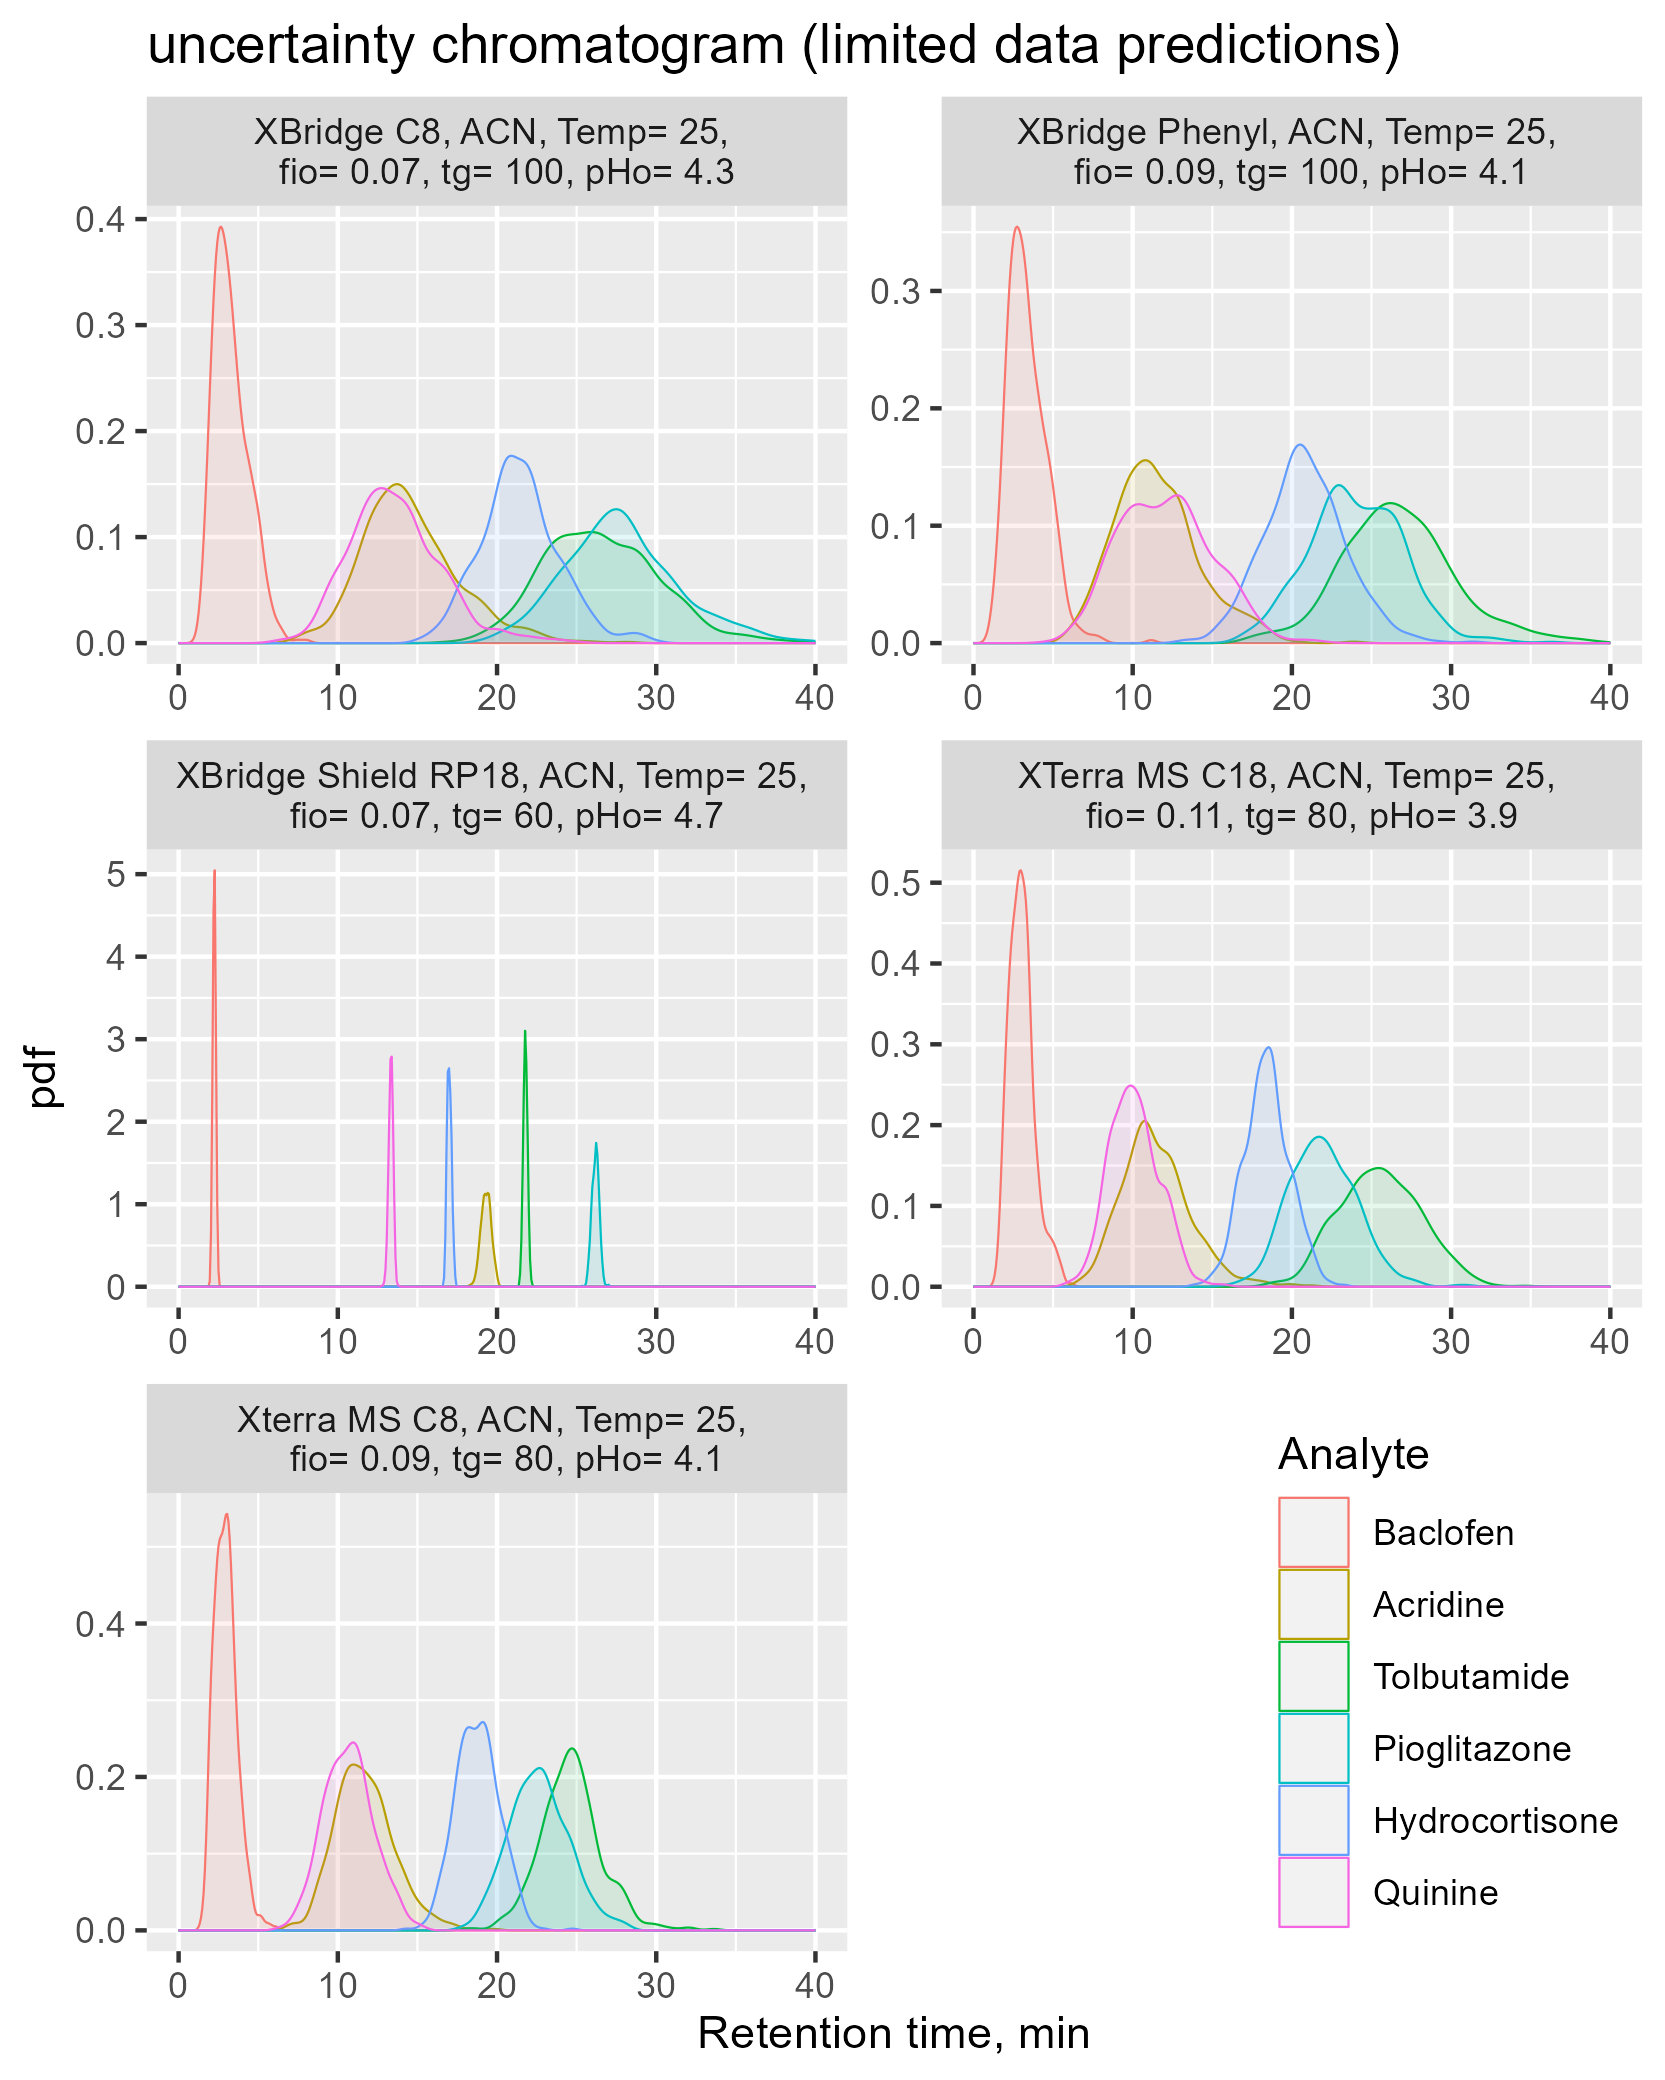 uncertainty chromatogram (limited data predictions)
XBridge C8, ACN, Temp= 25,
fio= 0.07, tg= 100, pHo= 4.3
0.4
0.3
0.2
0.1
0.0
0 10 20 30 40
XBridge Phenyl, ACN, Temp= 25,
fio= 0.09, tg= 100, pHo= 4.1
0.3
0.2
0.1
0.0
0 10 20 30 40
XBridge Shield RP18, ACN, Temp= 25,
fio= 0.07, tg= 60, pHo= 4.7
5
4
3
2
1
0
0 10 20 30 40
XTerra MS C18, ACN, Temp= 25,
fio= 0.11, tg= 80, pHo= 3.9
0.5
0.4
0.3
0.2
0.1
0.0
0 10 20 30 40
Xterra MS C8, ACN, Temp= 25,
fio= 0.09, tg= 80, pHo= 4.1
0.4
0.2
0.0
0 10 20 30 40
pdf
Retention time, min
Analyte
Baclofen
Acridine
Tolbutamide
Pioglitazone
Hydrocortisone
Quinine